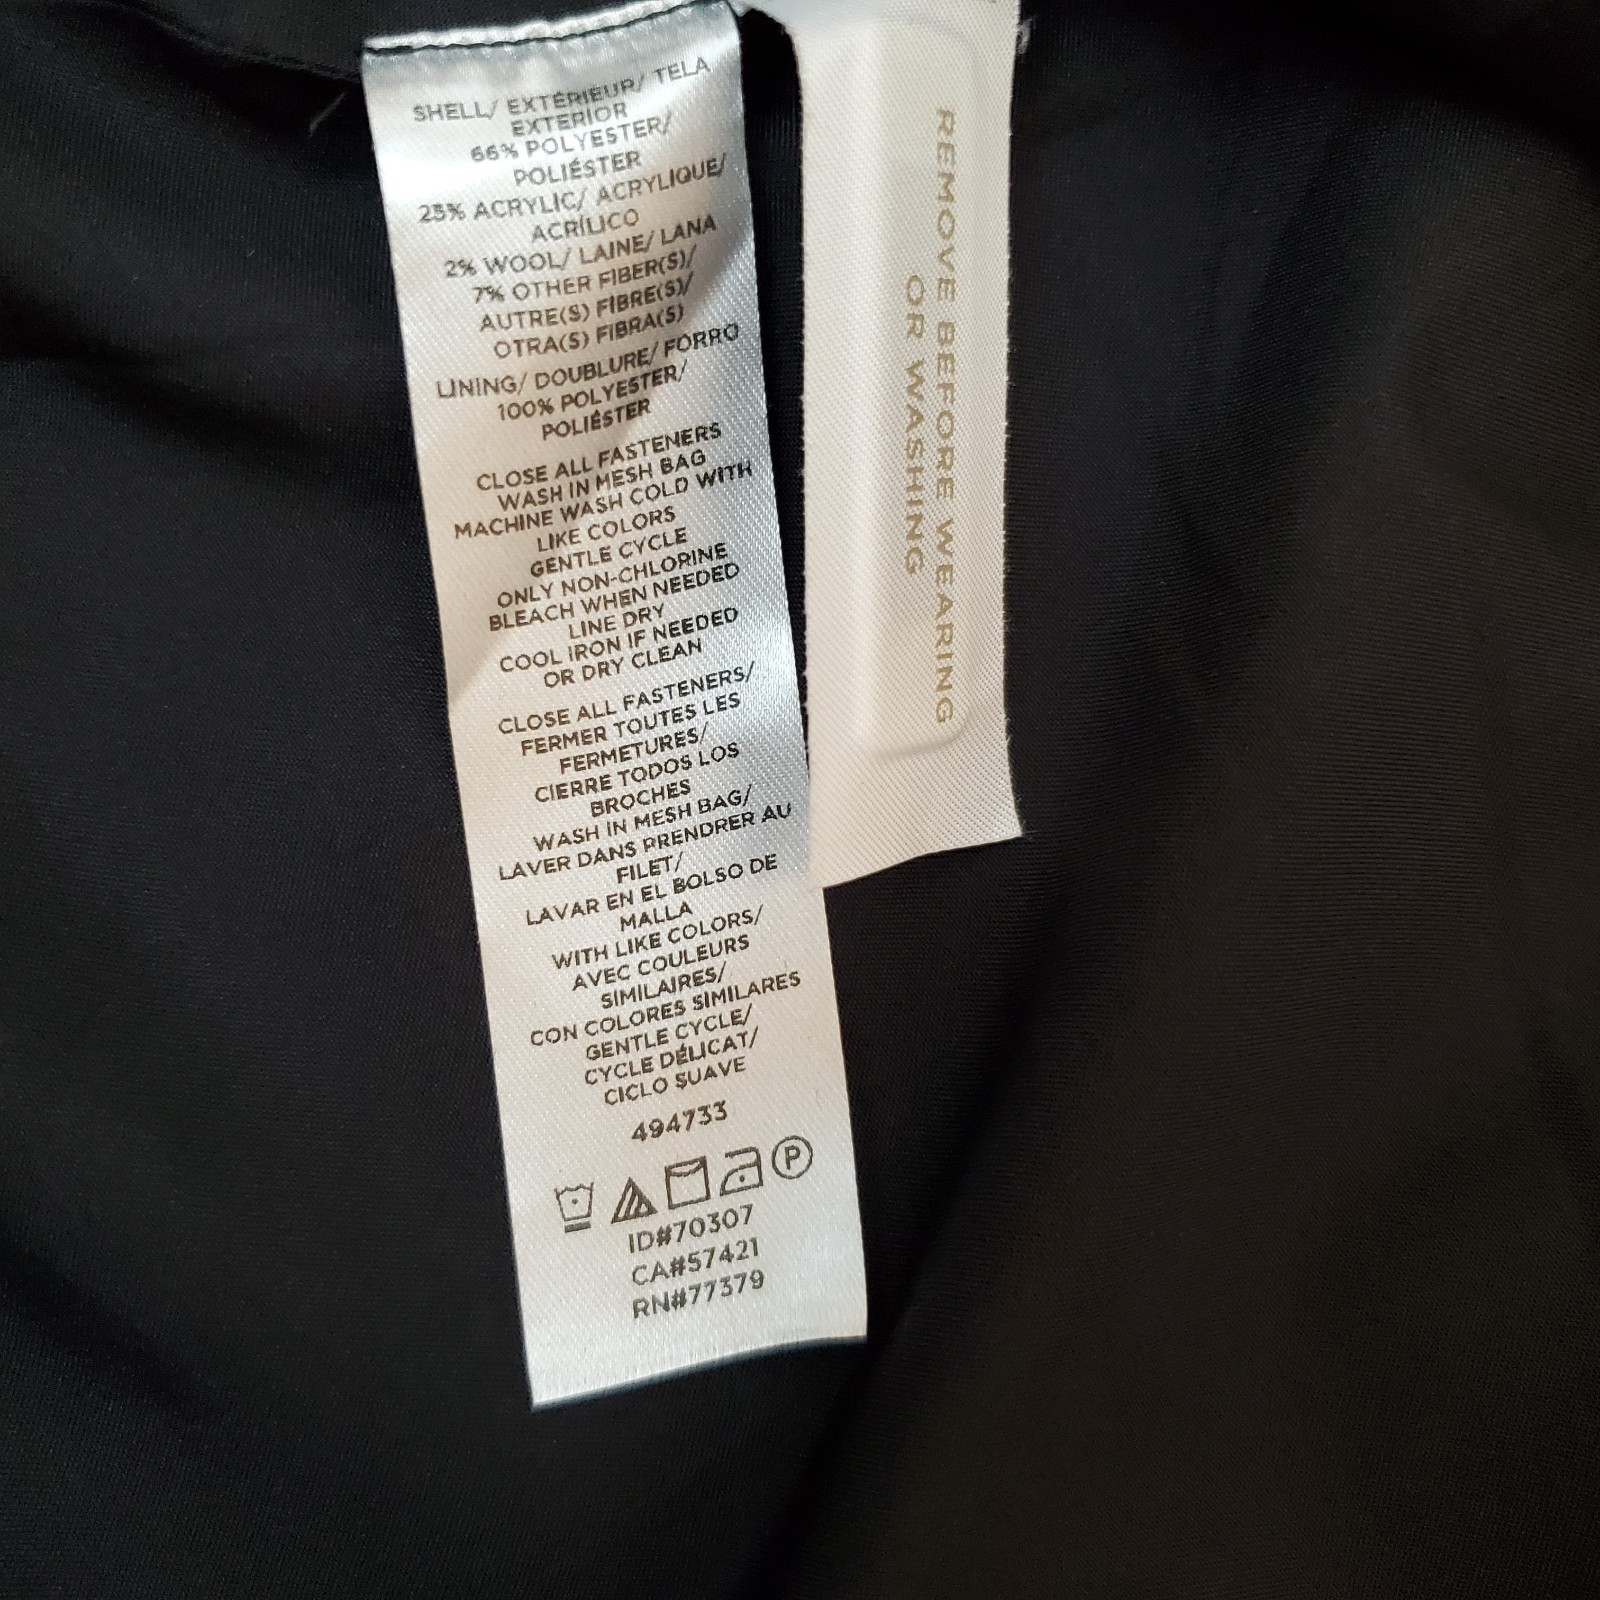 SHELL/ EXTÉRIEUR/ TELA
EXTERIOR
66% POLYESTER/
POLIÉSTER
25% ACRYLIC/ ACRYLIQUE/
ACRÍLICO
2% WOOL/ LAINE/ LANA
7% OTHER FIBER(S)/
AUTRE(S) FIBRE(S)/
OTRA(S) FIBRA(S)
LINING/ DOUBLURE/ FORRO
100% POLYESTER/
POLIÉSTER
CLOSE ALL FASTENERS
WASH IN MESH BAG
MACHINE WASH COLD WITH
LIKE COLORS
GENTLE CYCLE
ONLY NON-CHLORINE
BLEACH WHEN NEEDED
LINE DRY
COOL IRON IF NEEDED
OR DRY CLEAN
CLOSE ALL FASTENERS/
FERMER TOUTES LES
FERMETURES/
CIERRE TODOS LOS
BROCHES
WASH IN MESH BAG/
LAVER DANS PRENDRER AU
FILET/
LAVAR EN EL BOLSO DE
MALLA
WITH LIKE COLORS/
AVEC COULEURS
SIMILAIRES/
CON COLORES SIMILARES
GENTLE CYCLE/
CYCLE DÉLICAT/
CICLO SUAVE
494733
P
ID#70307
CA#57421
RN#77379
REMOVE BEFORE WEARING
OR WASHING